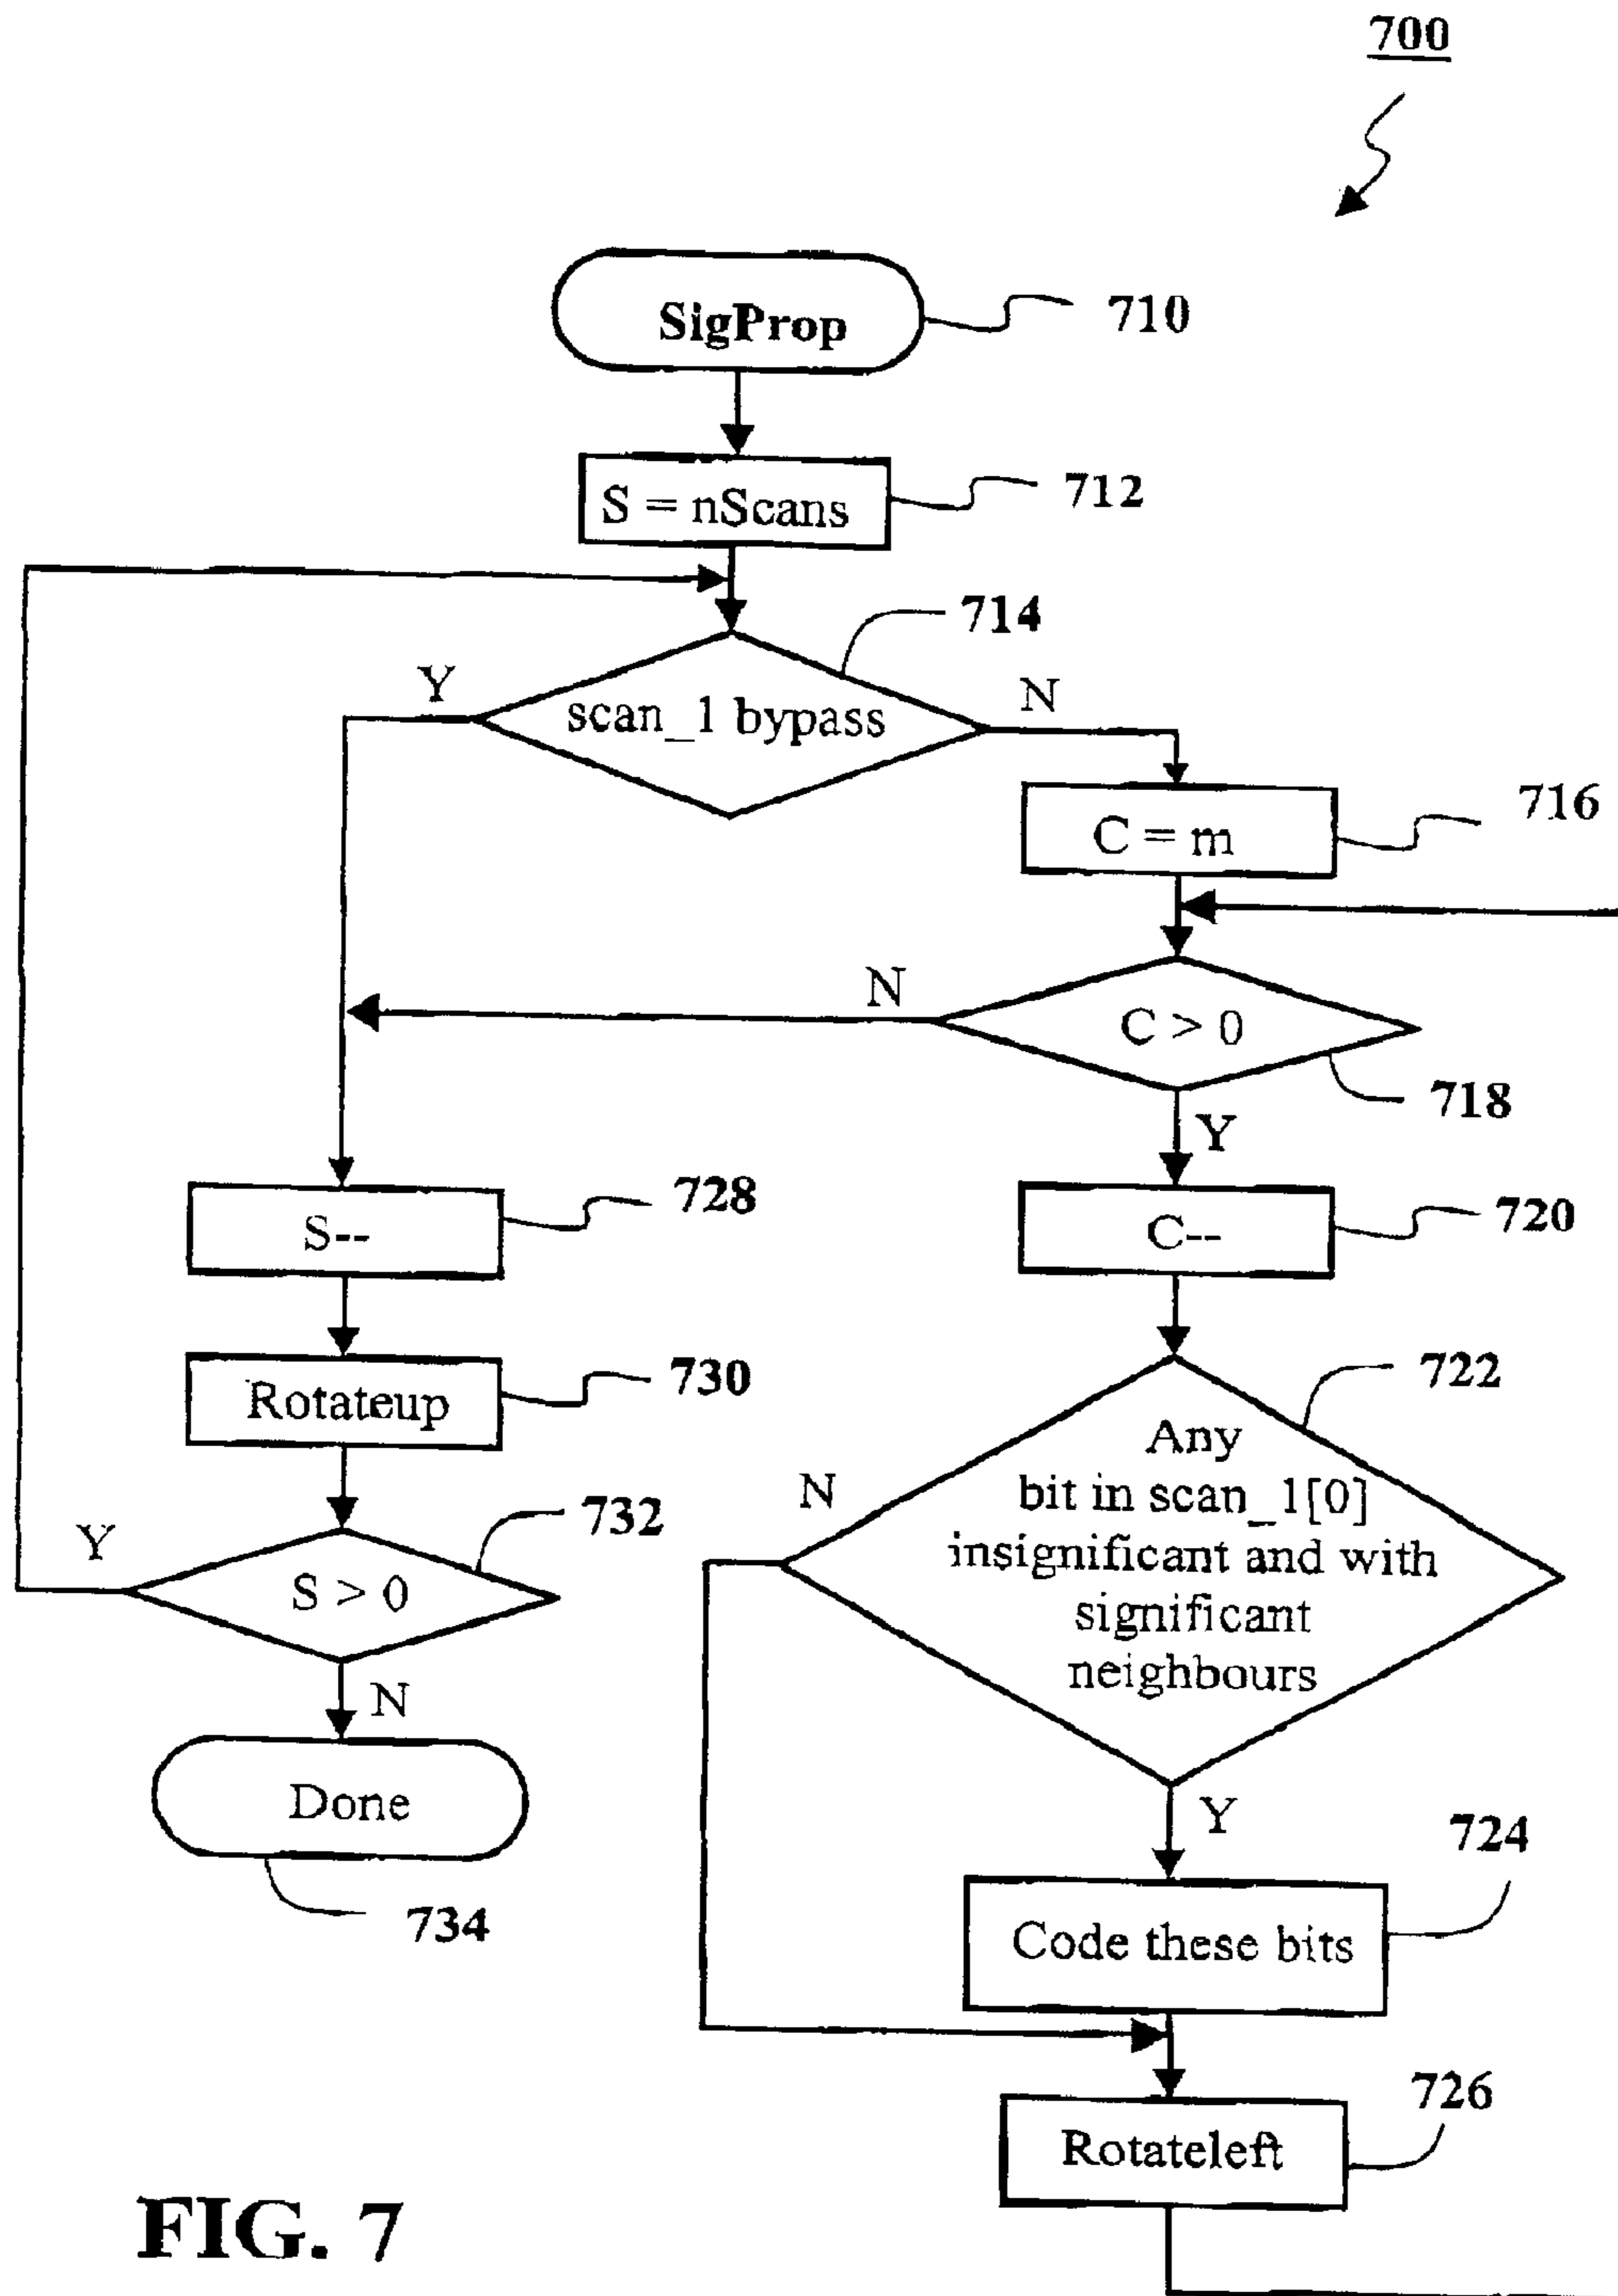 700
SigProp
710
S = nScans
712
714
Y
scan_1 bypass
N
716
C = m
N
C > 0
718
Y
728
S--
720
C--
730
Rotateup
722
Any
bit in scan_1[0]
insignificant and with
significant
neighbours
N
732
Y
S > 0
N
Done
734
Y
724
Code these bits
726
Rotateleft
FIG. 7